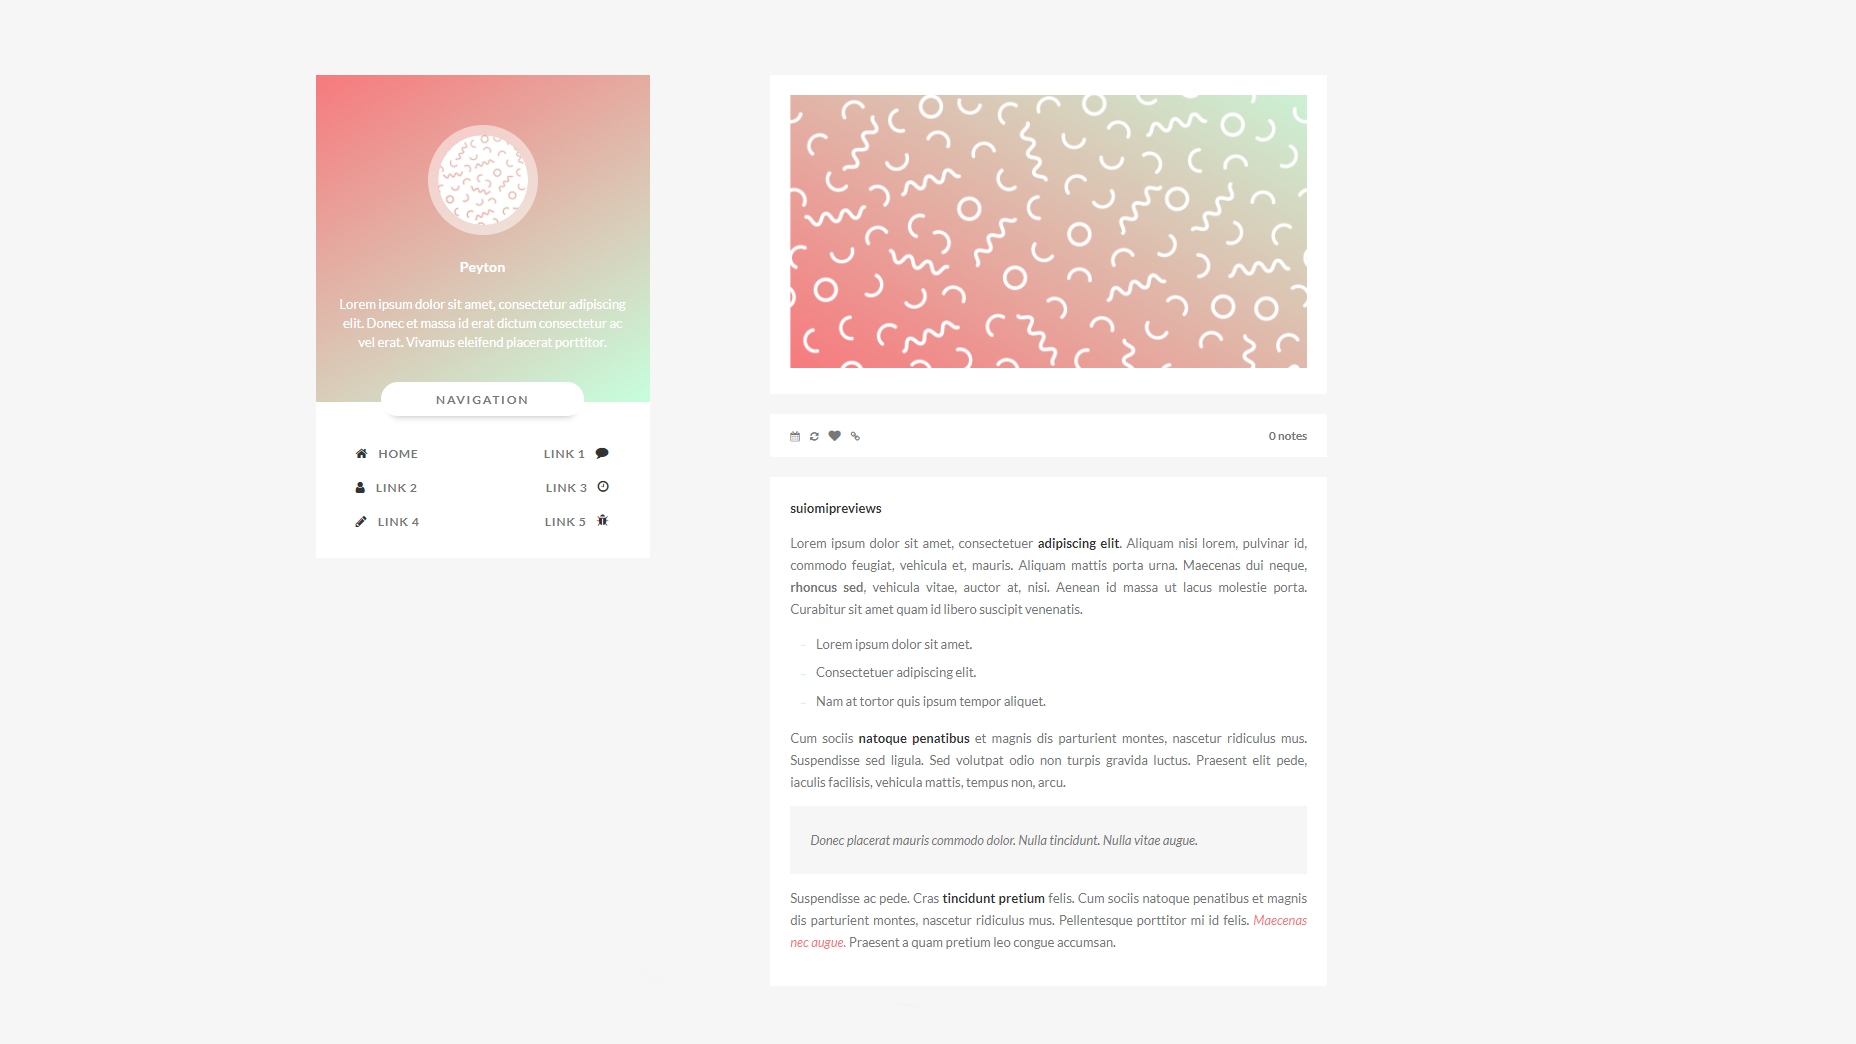 Peyton
Lorem ipsum dolor sit amet, consectetur adipiscing
elit. Donec et massa id erat dictum consectetur ac
vel erat. Vivamus eleifend placerat porttitor.
NAVIGATION
HOME
LINK 1
LINK 2
LINK 3
LINK 4
LINK 5
0 notes
suiomipreviews
Lorem ipsum dolor sit amet, consectetuer adipiscing elit. Aliquam nisi lorem, pulvinar id,
commodo feugiat, vehicula et, mauris. Aliquam mattis porta urna. Maecenas dui neque,
rhoncus sed, vehicula vitae, auctor at, nisi. Aenean id massa ut lacus molestie porta.
Curabitur sit amet quam id libero suscipit venenatis.
– Lorem ipsum dolor sit amet.
– Consectetuer adipiscing elit.
– Nam at tortor quis ipsum tempor aliquet.
Cum sociis natoque penatibus et magnis dis parturient montes, nascetur ridiculus mus.
Suspendisse sed ligula. Sed volutpat odio non turpis gravida luctus. Praesent elit pede,
iaculis facilisis, vehicula mattis, tempus non, arcu.
Donec placerat mauris commodo dolor. Nulla tincidunt. Nulla vitae augue.
Suspendisse ac pede. Cras tincidunt pretium felis. Cum sociis natoque penatibus et magnis
dis parturient montes, nascetur ridiculus mus. Pellentesque porttitor mi id felis. Maecenas
nec augue. Praesent a quam pretium leo congue accumsan.